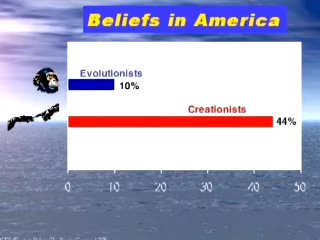 Beliefs in America
Evolutionists
10%
Creationists
44%
0 10 20 30 40 50